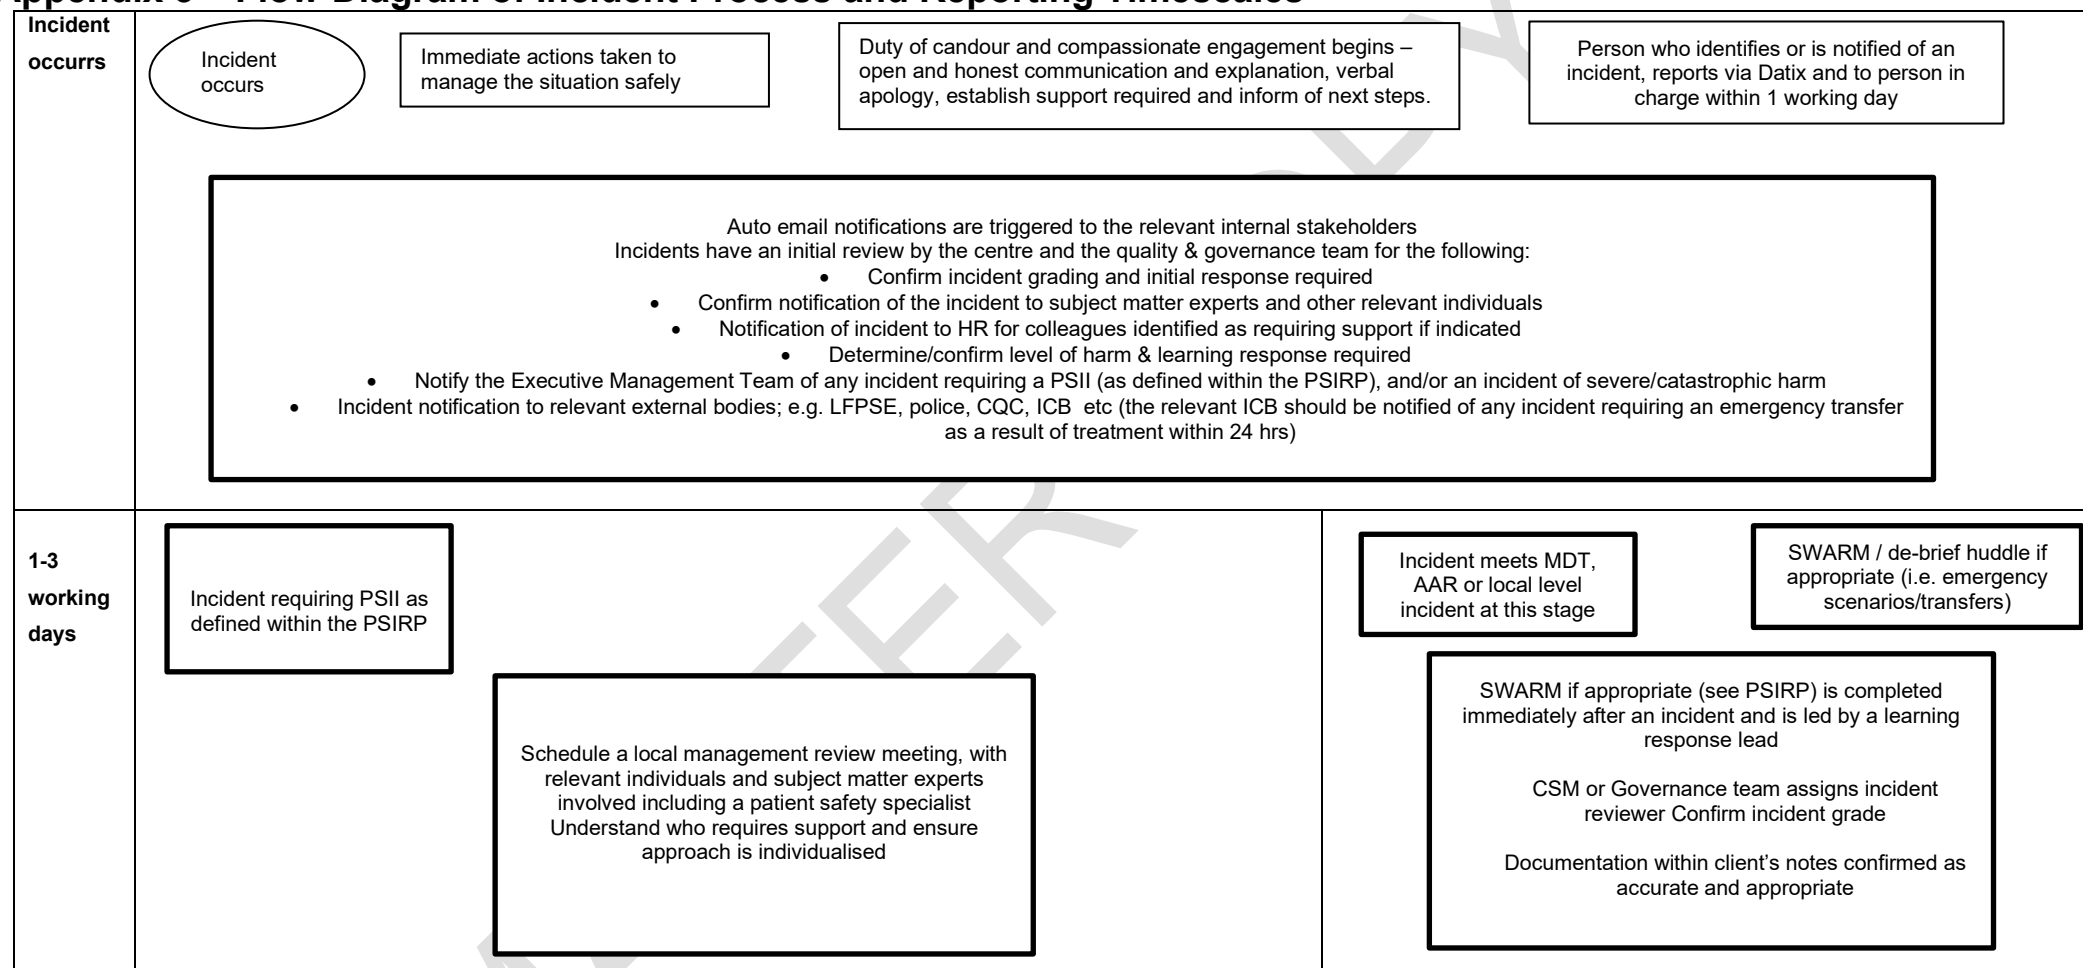 Incident
occurrs
Incident
occurs
Immediate actions taken to
manage the situation safely
Duty of candour and compassionate engagement begins –
open and honest communication and explanation, verbal
apology, establish support required and inform of next steps.
Person who identifies or is notified of an
incident, reports via Datix and to person in
charge within 1 working day
Auto email notifications are triggered to the relevant internal stakeholders
Incidents have an initial review by the centre and the quality & governance team for the following:
• Confirm incident grading and initial response required
• Confirm notification of the incident to subject matter experts and other relevant individuals
• Notification of incident to HR for colleagues identified as requiring support if indicated
• Determine/confirm level of harm & learning response required
• Notify the Executive Management Team of any incident requiring a PSII (as defined within the PSIRP), and/or an incident of severe/catastrophic harm
• Incident notification to relevant external bodies; e.g. LFPSE, police, CQC, ICB etc (the relevant ICB should be notified of any incident requiring an emergency transfer
as a result of treatment within 24 hrs)
1-3
working
days
Incident requiring PSII as
defined within the PSIRP
Schedule a local management review meeting, with
relevant individuals and subject matter experts
involved including a patient safety specialist
Understand who requires support and ensure
approach is individualised
Incident meets MDT,
AAR or local level
incident at this stage
SWARM / de-brief huddle if
appropriate (i.e. emergency
scenarios/transfers)
SWARM if appropriate (see PSIRP) is completed
immediately after an incident and is led by a learning
response lead
CSM or Governance team assigns incident
reviewer Confirm incident grade
Documentation within client's notes confirmed as
accurate and appropriate